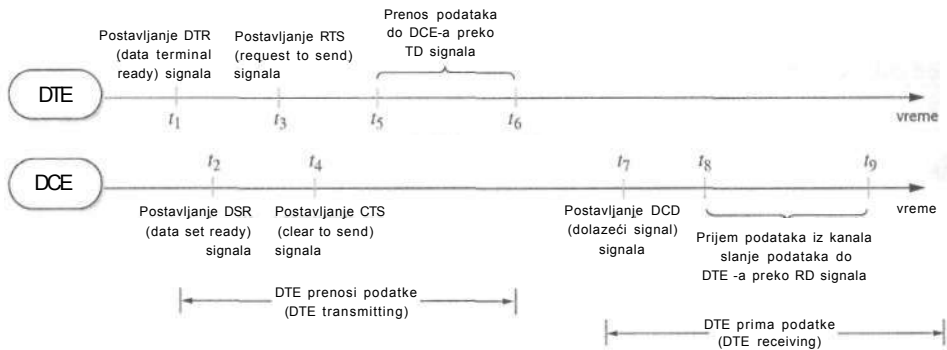 Postavljanje DTR
(data terminal
ready) signala
Postavljanje RTS
(request to send)
signala
Prenos podataka
do DCE-a preko
TD signala
DTE
t1
t3
t5
t6
vreme
DCE
t2
t4
t7
t8
t9
vreme
Postavljanje DSR
(data set ready)
signala
Postavljanje CTS
(clear to send)
signala
Postavljanje DCD
(dolazeći signal)
signala
Prijem podataka iz kanala
slanje podataka do
DTE -a preko RD signala
DTE prenosi podatke
(DTE transmitting)
DTE prima podatke
(DTE receiving)